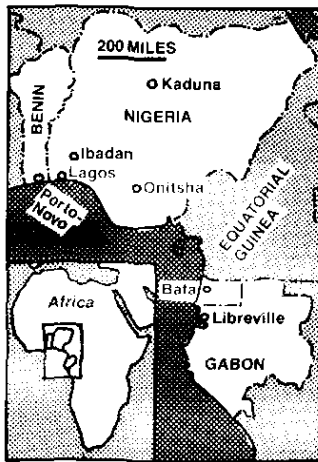 200 MILES
Kaduna
BENIN
NIGERIA
Ibadan
Lagos
Onitsha
Porto-
Novo
EQUATORIAL
GUINEA
Africa
Bata
Libreville
GABON